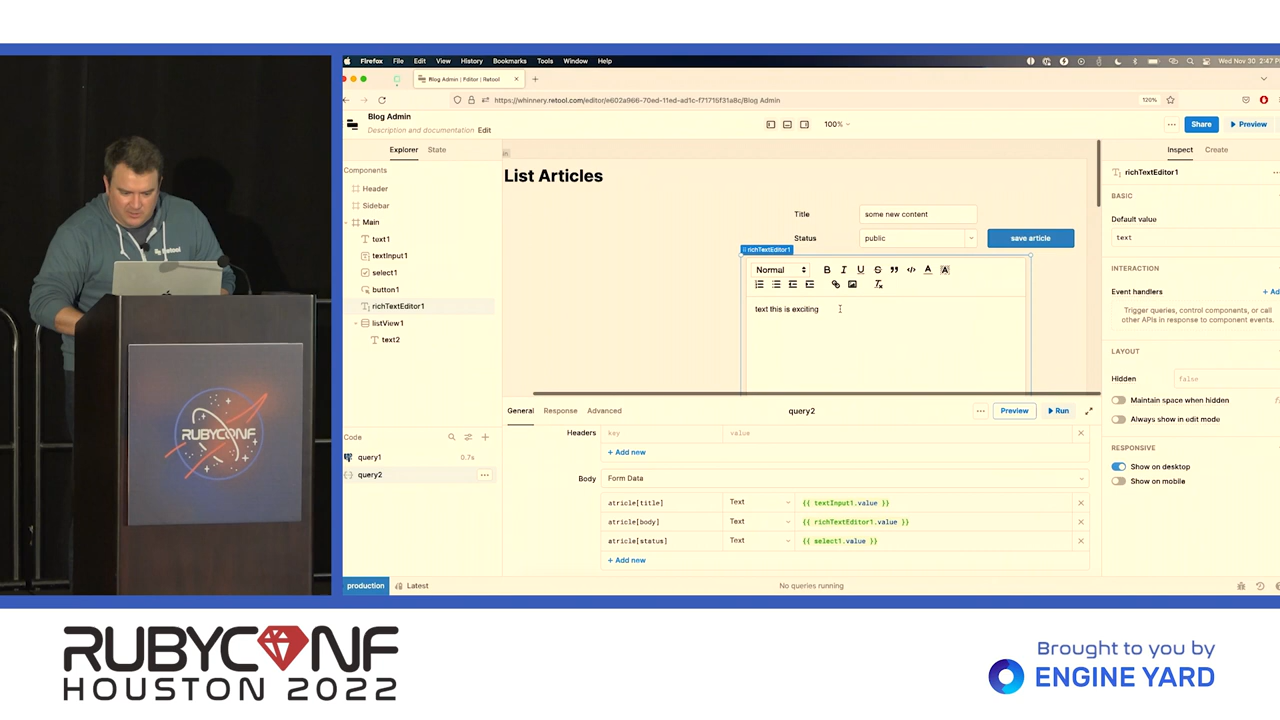 Firefox File Edit View History Bookmarks Tools Window Help
Wed Nov 30 2:47 P
Blog Admin | Editor | Retool
https://whinnery.retool.com/editor/e602a966-70ed-11ed-ad1c-f71715f31a8c/Blog Admin
120%
Blog Admin
Description and documentation Edit
100%
Share
Preview
Explorer State
Components
Header
Sidebar
Main
text1
textInput1
select1
button1
richTextEditor1
listView1
text2
Code
query1 0.7s
query2
production Latest
List Articles
Title some new content
Status public save article
richTextEditor1
Normal B I U S
text this is exciting
General Response Advanced
query2
Preview Run
Headers key value
+ Add new
Body Form Data
atricle[title] Text {{ textInput1.value }}
atricle[body] Text {{ richTextEditor1.value }}
atricle[status] Text {{ select1.value }}
+ Add new
No queries running
Inspect Create
richTextEditor1
BASIC
Default value
text
INTERACTION
Event handlers + Ad
Trigger queries, control components, or call
other APIs in response to component events.
LAYOUT
Hidden false
Maintain space when hidden
Always show in edit mode
RESPONSIVE
Show on desktop
Show on mobile
Retool
RUBYCONF
RUBYCONF
HOUSTON 2022
Brought to you by
ENGINE YARD